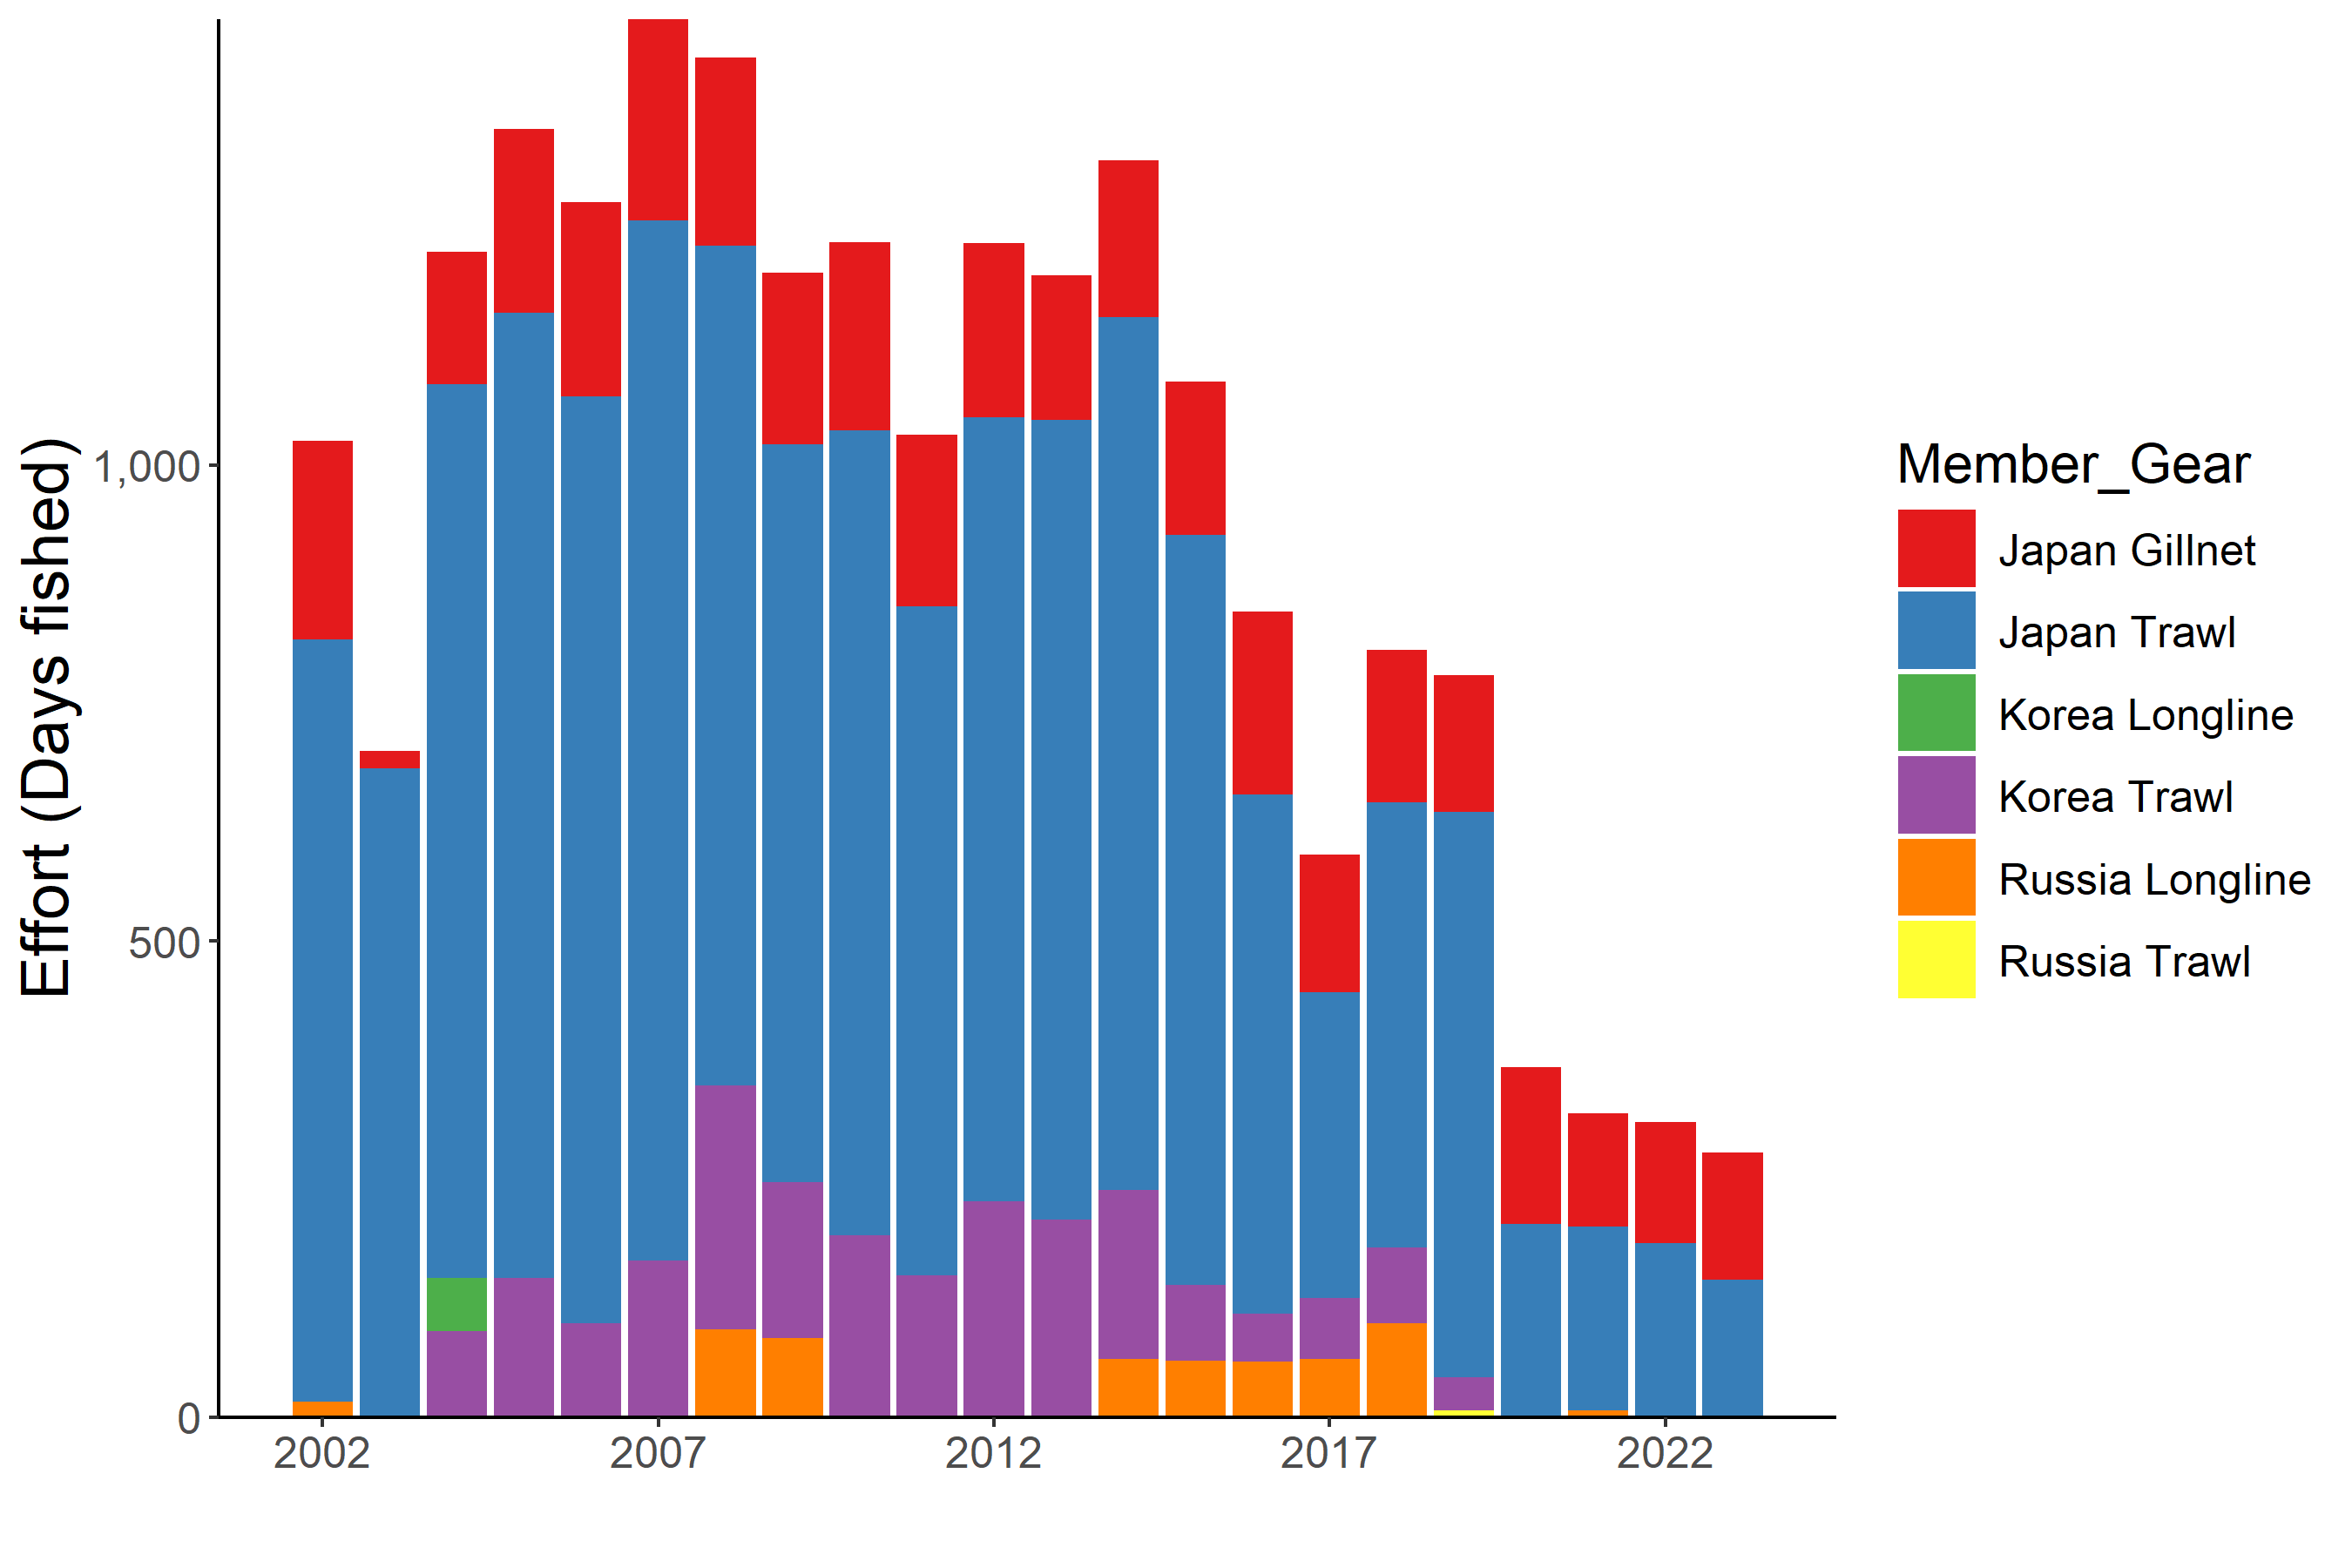 Effort (Days fished)
1,000
500
0
2002
2007
2012
2017
2022
Member_Gear
Japan Gillnet
Japan Trawl
Korea Longline
Korea Trawl
Russia Longline
Russia Trawl